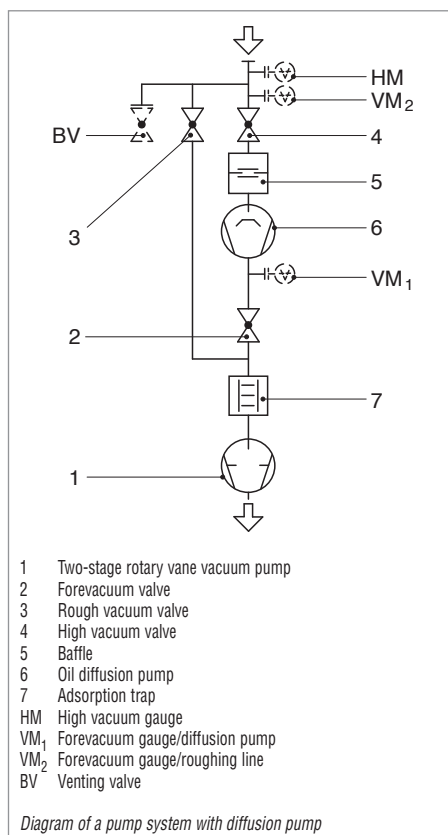 HM
VM₂
BV
4
5
3
6
VM₁
2
7
1
1 Two-stage rotary vane vacuum pump
2 Forevacuum valve
3 Rough vacuum valve
4 High vacuum valve
5 Baffle
6 Oil diffusion pump
7 Adsorption trap
HM High vacuum gauge
VM₁ Forevacuum gauge/diffusion pump
VM₂ Forevacuum gauge/roughing line
BV Venting valve
Diagram of a pump system with diffusion pump